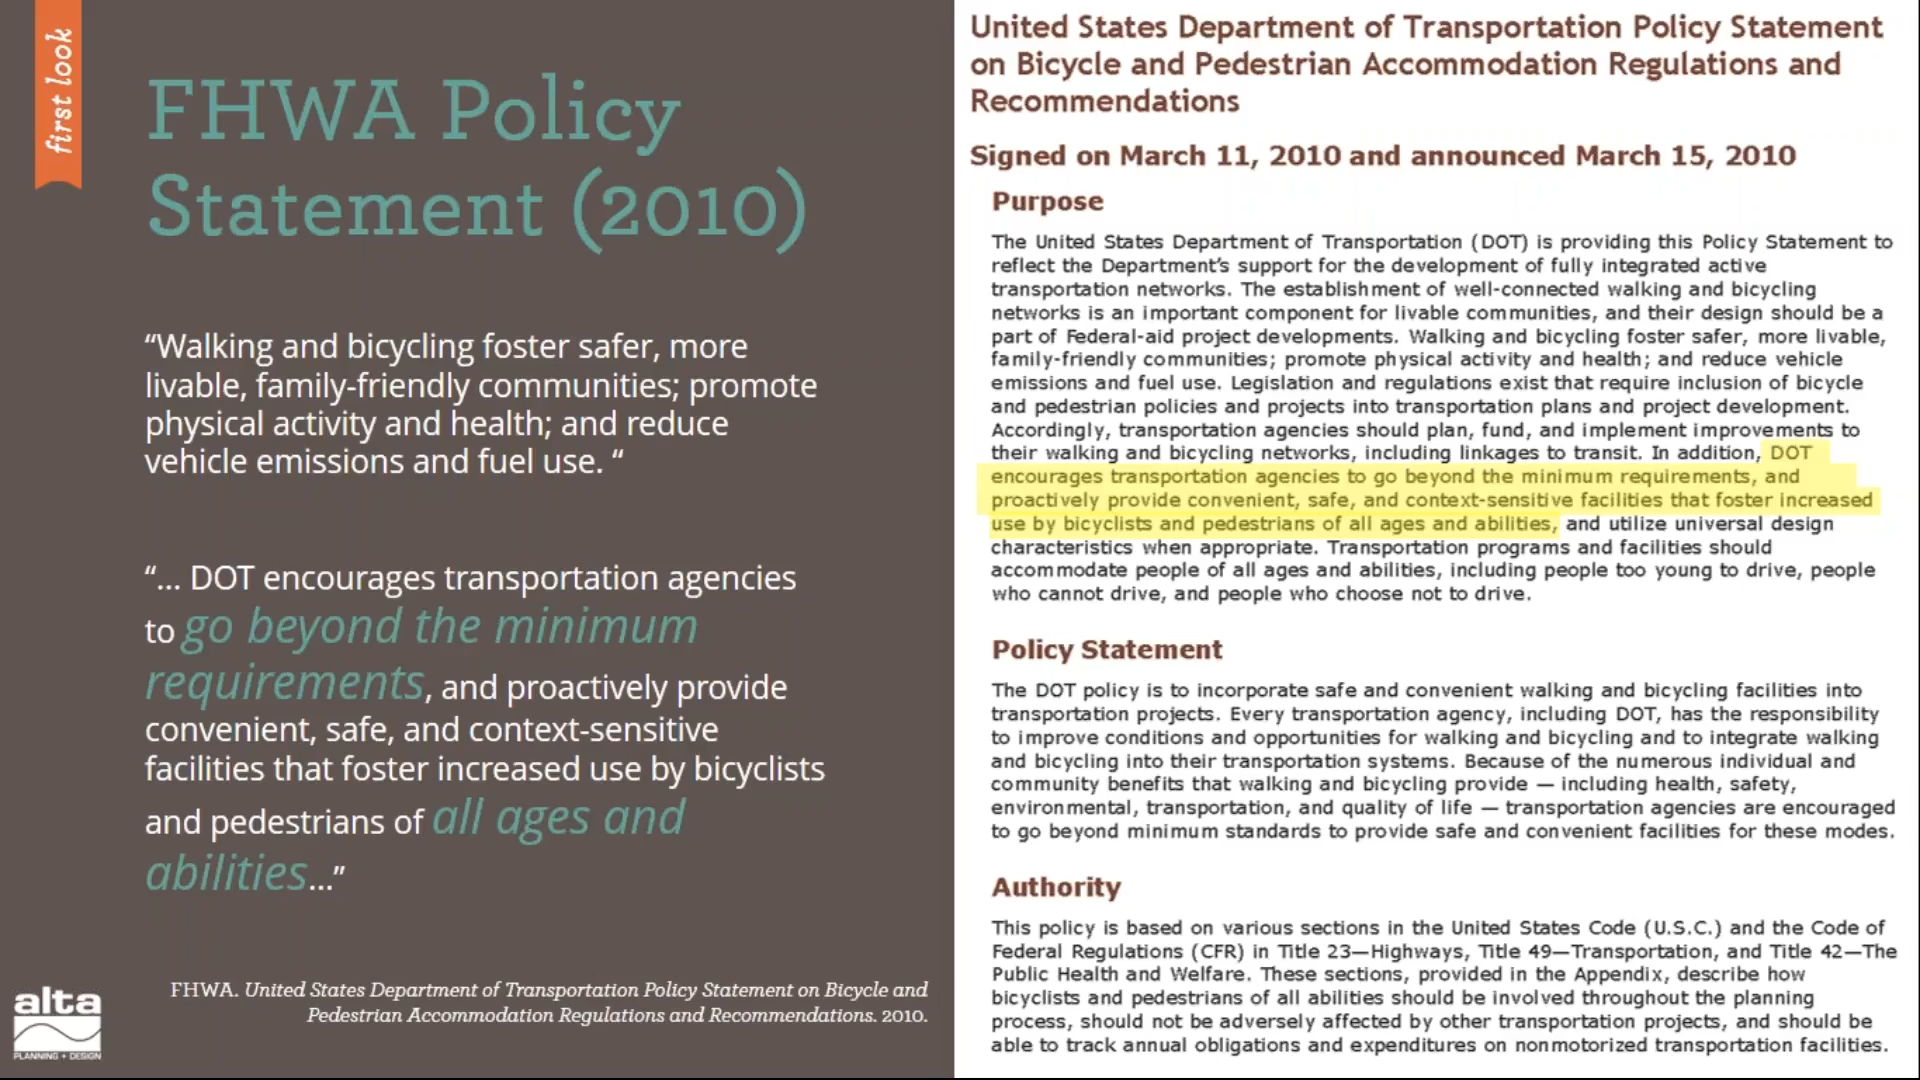 first look
FHWA Policy
Statement (2010)
“Walking and bicycling foster safer, more
livable, family-friendly communities; promote
physical activity and health; and reduce
vehicle emissions and fuel use. “
“... DOT encourages transportation agencies
to go beyond the minimum
requirements, and proactively provide
convenient, safe, and context-sensitive
facilities that foster increased use by bicyclists
and pedestrians of all ages and
abilities...”
FHWA. United States Department of Transportation Policy Statement on Bicycle and
Pedestrian Accommodation Regulations and Recommendations. 2010.
alta
PLANNING + DESIGN
United States Department of Transportation Policy Statement
on Bicycle and Pedestrian Accommodation Regulations and
Recommendations
Signed on March 11, 2010 and announced March 15, 2010
Purpose
The United States Department of Transportation (DOT) is providing this Policy Statement to
reflect the Department’s support for the development of fully integrated active
transportation networks. The establishment of well-connected walking and bicycling
networks is an important component for livable communities, and their design should be a
part of Federal-aid project developments. Walking and bicycling foster safer, more livable,
family-friendly communities; promote physical activity and health; and reduce vehicle
emissions and fuel use. Legislation and regulations exist that require inclusion of bicycle
and pedestrian policies and projects into transportation plans and project development.
Accordingly, transportation agencies should plan, fund, and implement improvements to
their walking and bicycling networks, including linkages to transit. In addition, DOT
encourages transportation agencies to go beyond the minimum requirements, and
proactively provide convenient, safe, and context-sensitive facilities that foster increased
use by bicyclists and pedestrians of all ages and abilities, and utilize universal design
characteristics when appropriate. Transportation programs and facilities should
accommodate people of all ages and abilities, including people too young to drive, people
who cannot drive, and people who choose not to drive.
Policy Statement
The DOT policy is to incorporate safe and convenient walking and bicycling facilities into
transportation projects. Every transportation agency, including DOT, has the responsibility
to improve conditions and opportunities for walking and bicycling and to integrate walking
and bicycling into their transportation systems. Because of the numerous individual and
community benefits that walking and bicycling provide — including health, safety,
environmental, transportation, and quality of life — transportation agencies are encouraged
to go beyond minimum standards to provide safe and convenient facilities for these modes.
Authority
This policy is based on various sections in the United States Code (U.S.C.) and the Code of
Federal Regulations (CFR) in Title 23—Highways, Title 49—Transportation, and Title 42—The
Public Health and Welfare. These sections, provided in the Appendix, describe how
bicyclists and pedestrians of all abilities should be involved throughout the planning
process, should not be adversely affected by other transportation projects, and should be
able to track annual obligations and expenditures on nonmotorized transportation facilities.